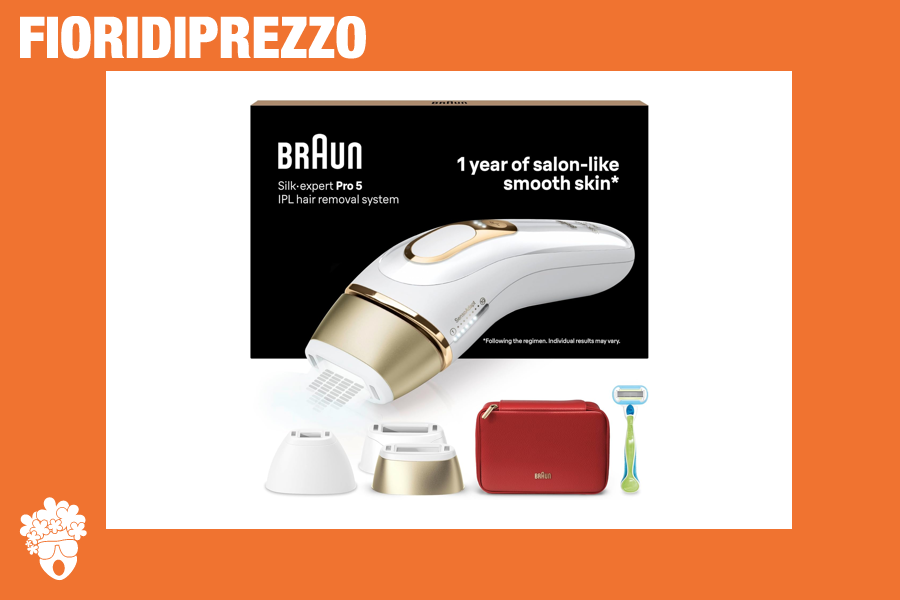 FIORIDIPREZZO
BRAUN
BRAUN
Silk·expert Pro 5
IPL hair removal system
1 year of salon-like
smooth skin*
*Following the regimen. Individual results may vary.
BRAUN